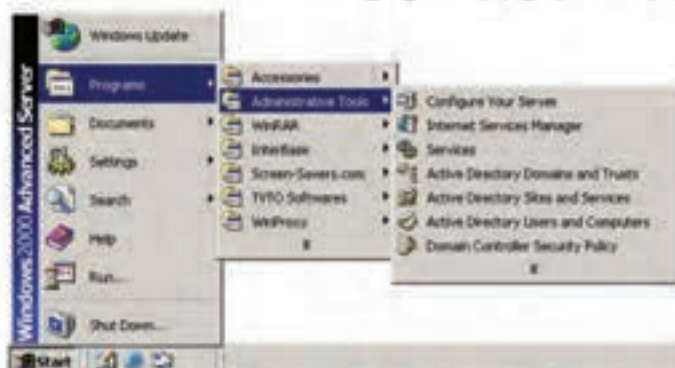 Windows 2000 Advanced Server
Windows Update
Programs
Documents
Settings
Search
Help
Run...
Shut Down...
Start
Accessories
Administrative Tools
WinRAR
InterBase
Screen-Savers.com
TVTO Softwares
WinProxy
Configure Your Server
Internet Services Manager
Services
Active Directory Domains and Trusts
Active Directory Sites and Services
Active Directory Users and Computers
Domain Controller Security Policy